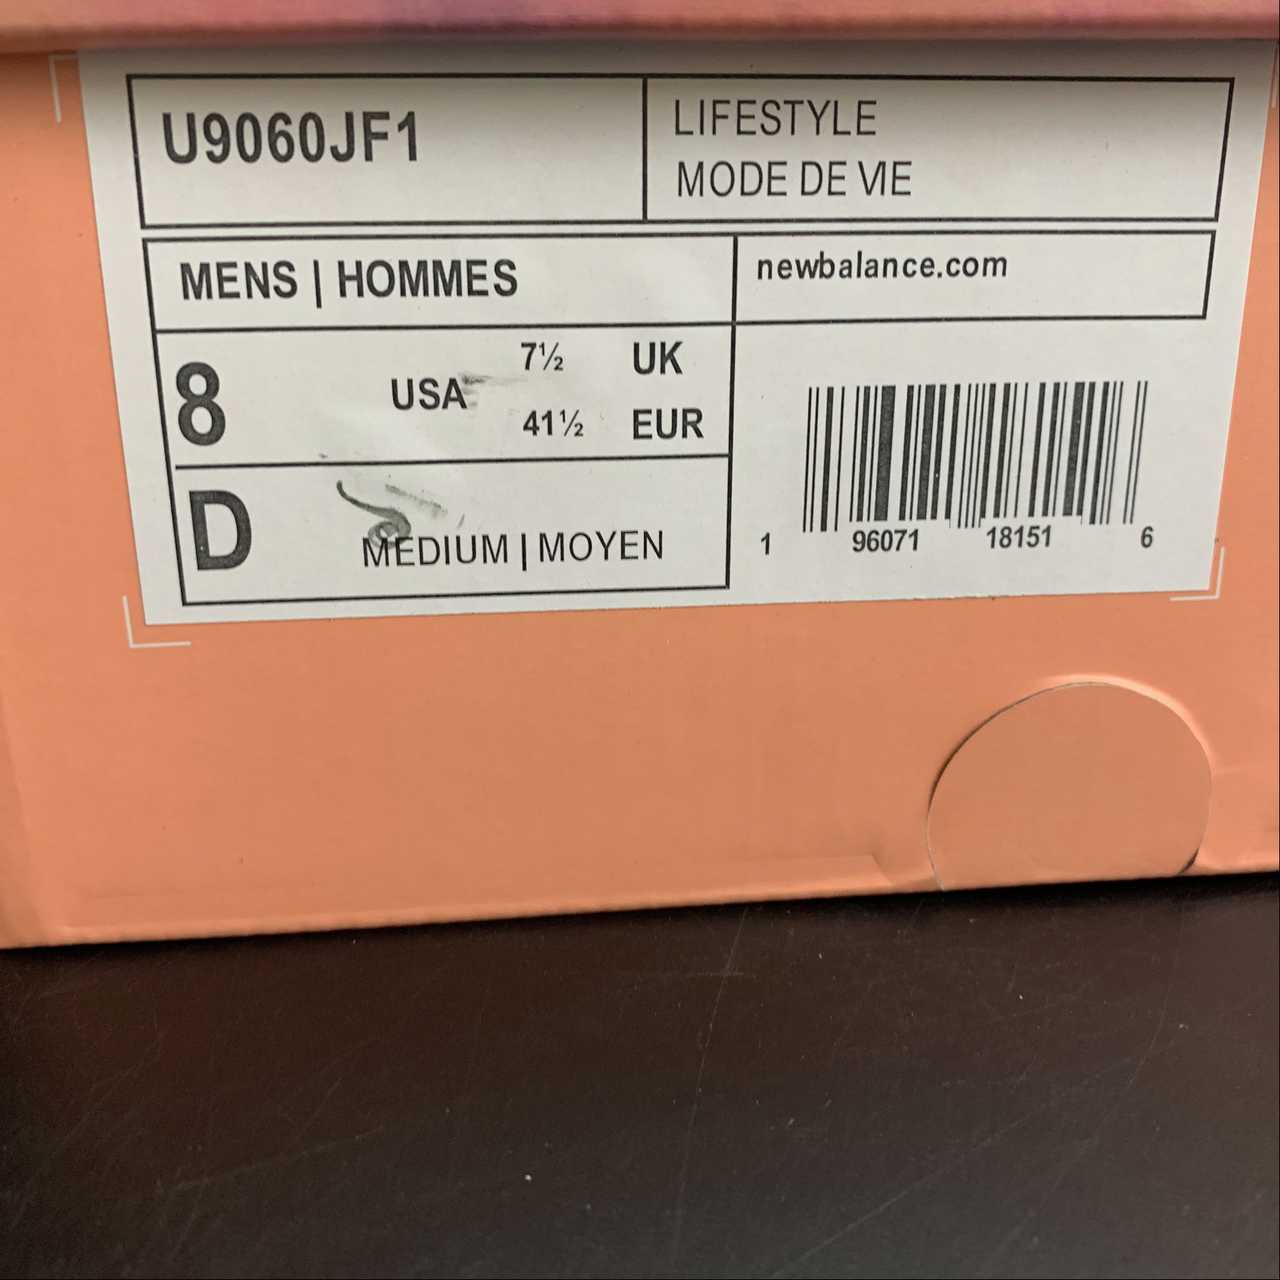 U9060JF1
LIFESTYLE
MODE DE VIE
MENS | HOMMES
newbalance.com
8 USA 7½ UK
41½ EUR
D MEDIUM | MOYEN
1 96071 18151 6